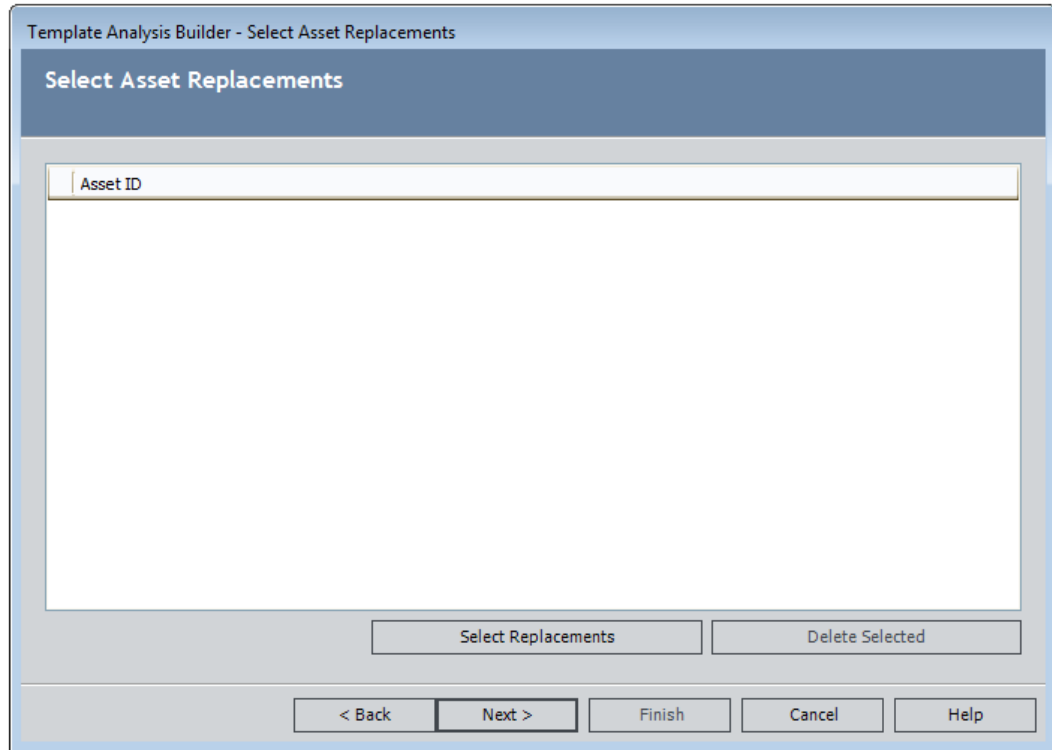 Template Analysis Builder - Select Asset Replacements
Select Asset Replacements
Asset ID
Select Replacements Delete Selected
< Back Next > Finish Cancel Help